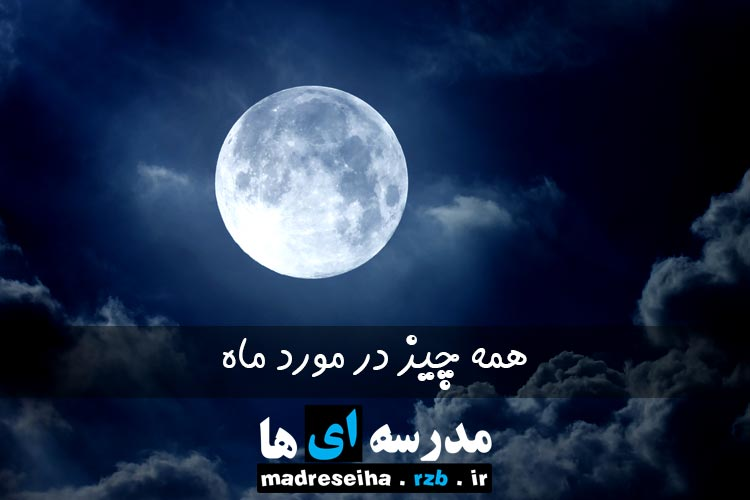 همه چیز در مورد ماه
مدرسه ای ها
madreseiha . rzb . ir